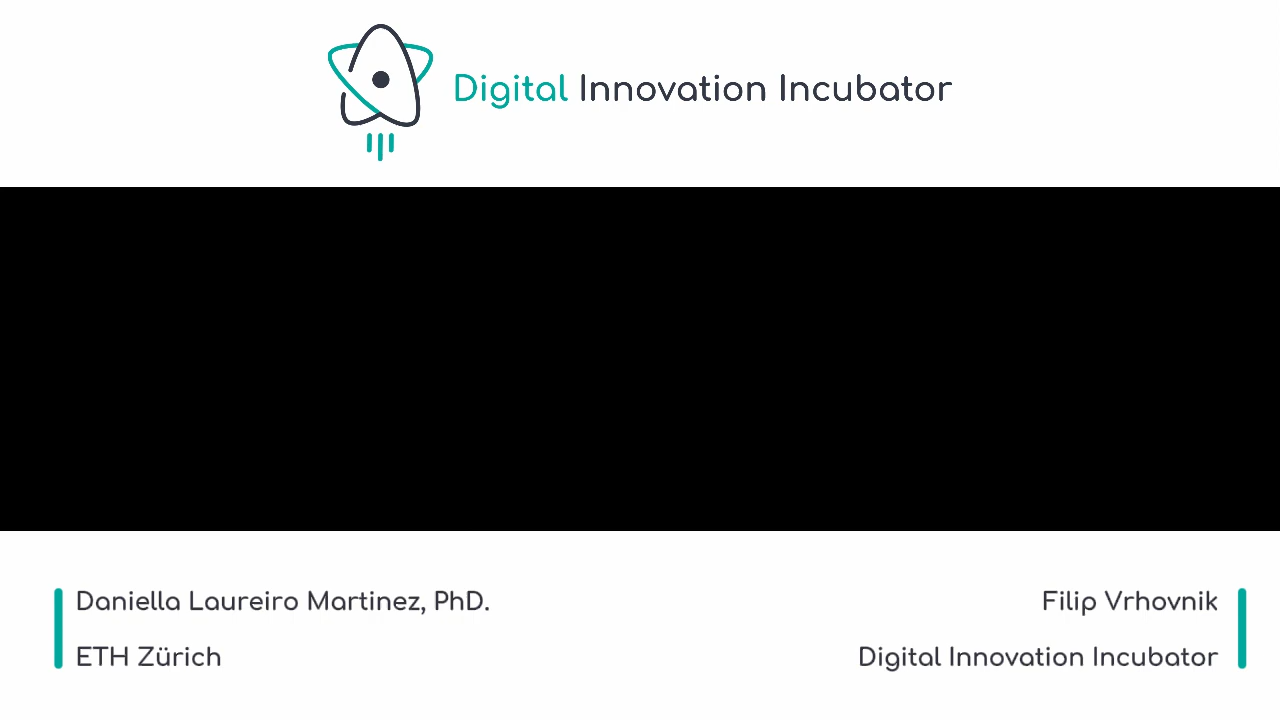 Digital Innovation Incubator
Daniella Laureiro Martinez, PhD.
ETH Zürich
Filip Vrhovnik
Digital Innovation Incubator